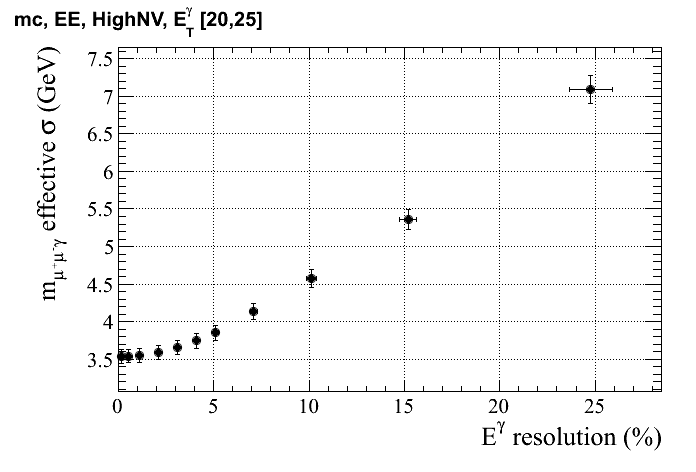 mc, EE, HighNV, E_T^γ [20,25]
m_μ⁺μ⁻γ effective σ (GeV)
7.5
7
6.5
6
5.5
5
4.5
4
3.5
0 5 10 15 20 25
E^γ resolution (%)